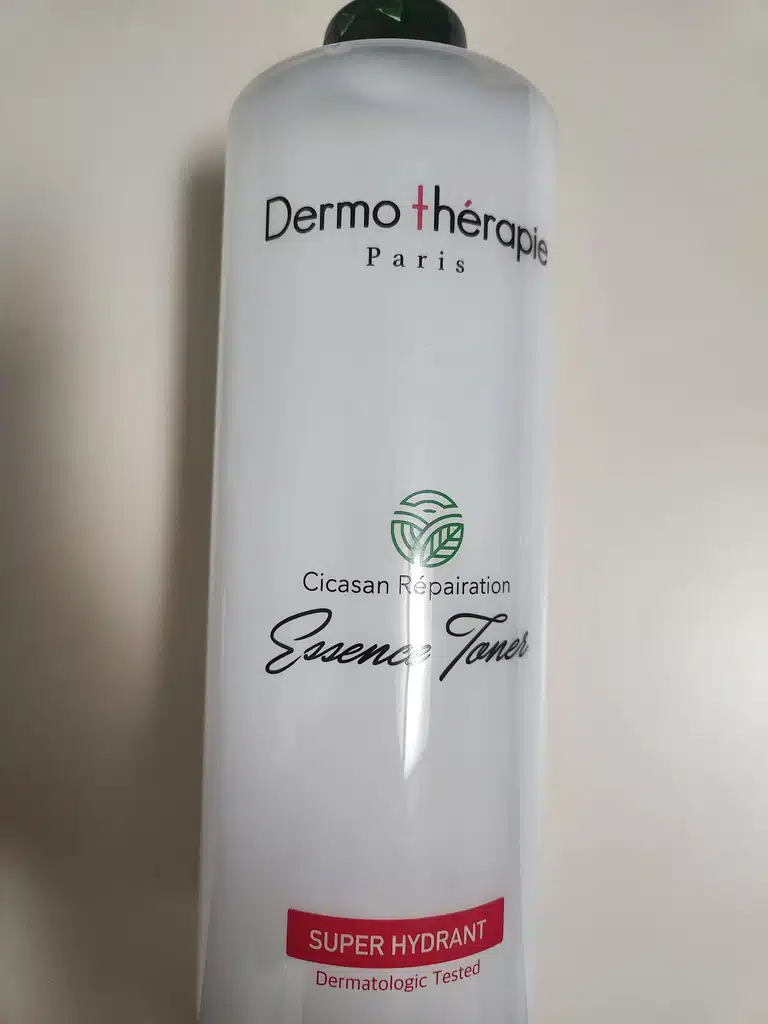 Dermo thérapie
Paris
Cicasan Répairation
Essence Toner
SUPER HYDRANT
Dermatologic Tested